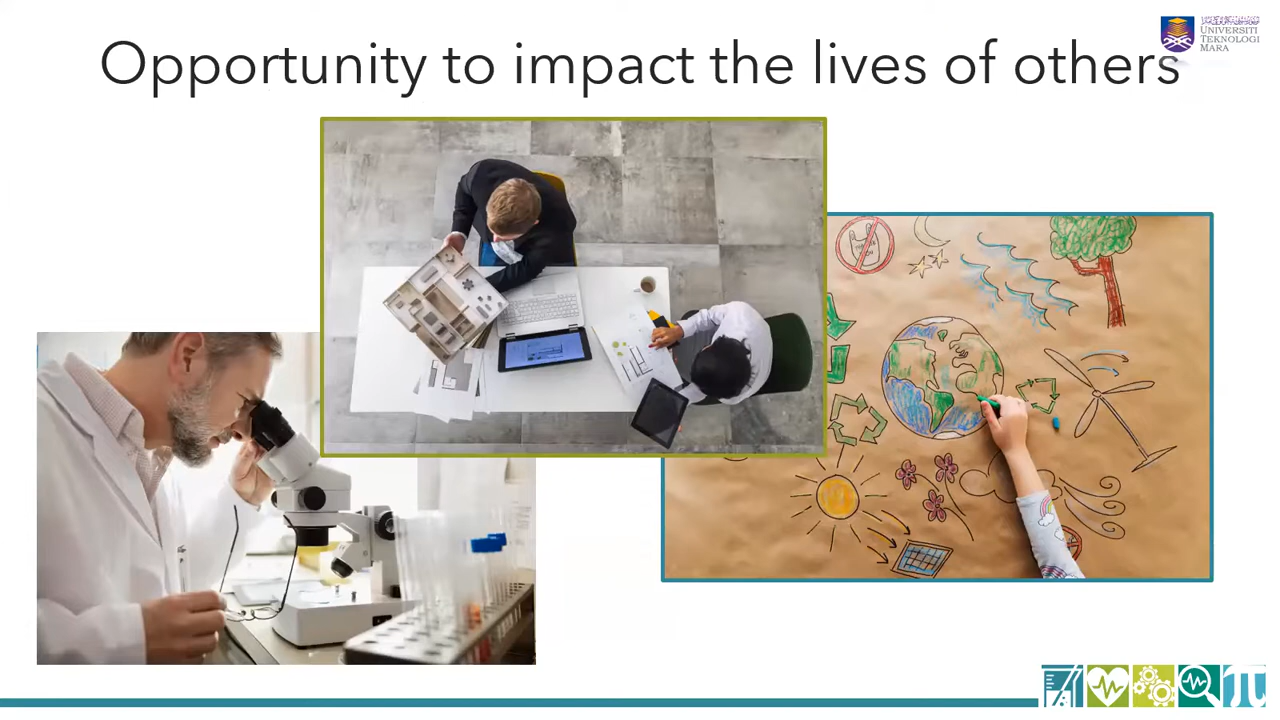 Opportunity to impact the lives of others
UNIVERSITI
TEKNOLOGI
MARA